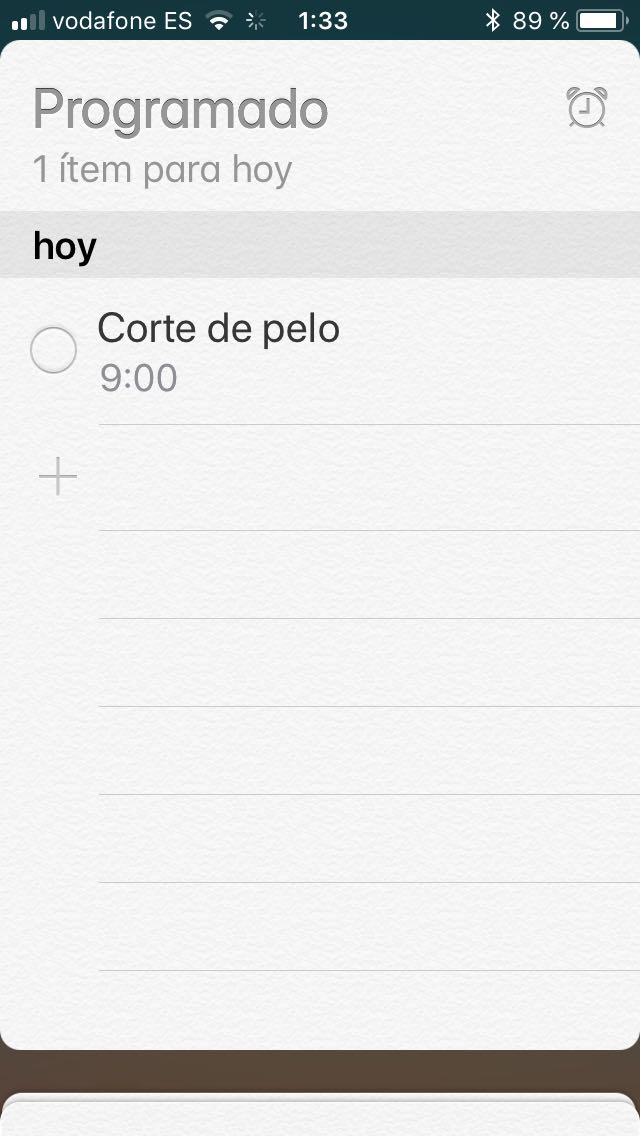 vodafone ES 1:33 89 %
Programado
1 ítem para hoy
hoy
Corte de pelo
9:00